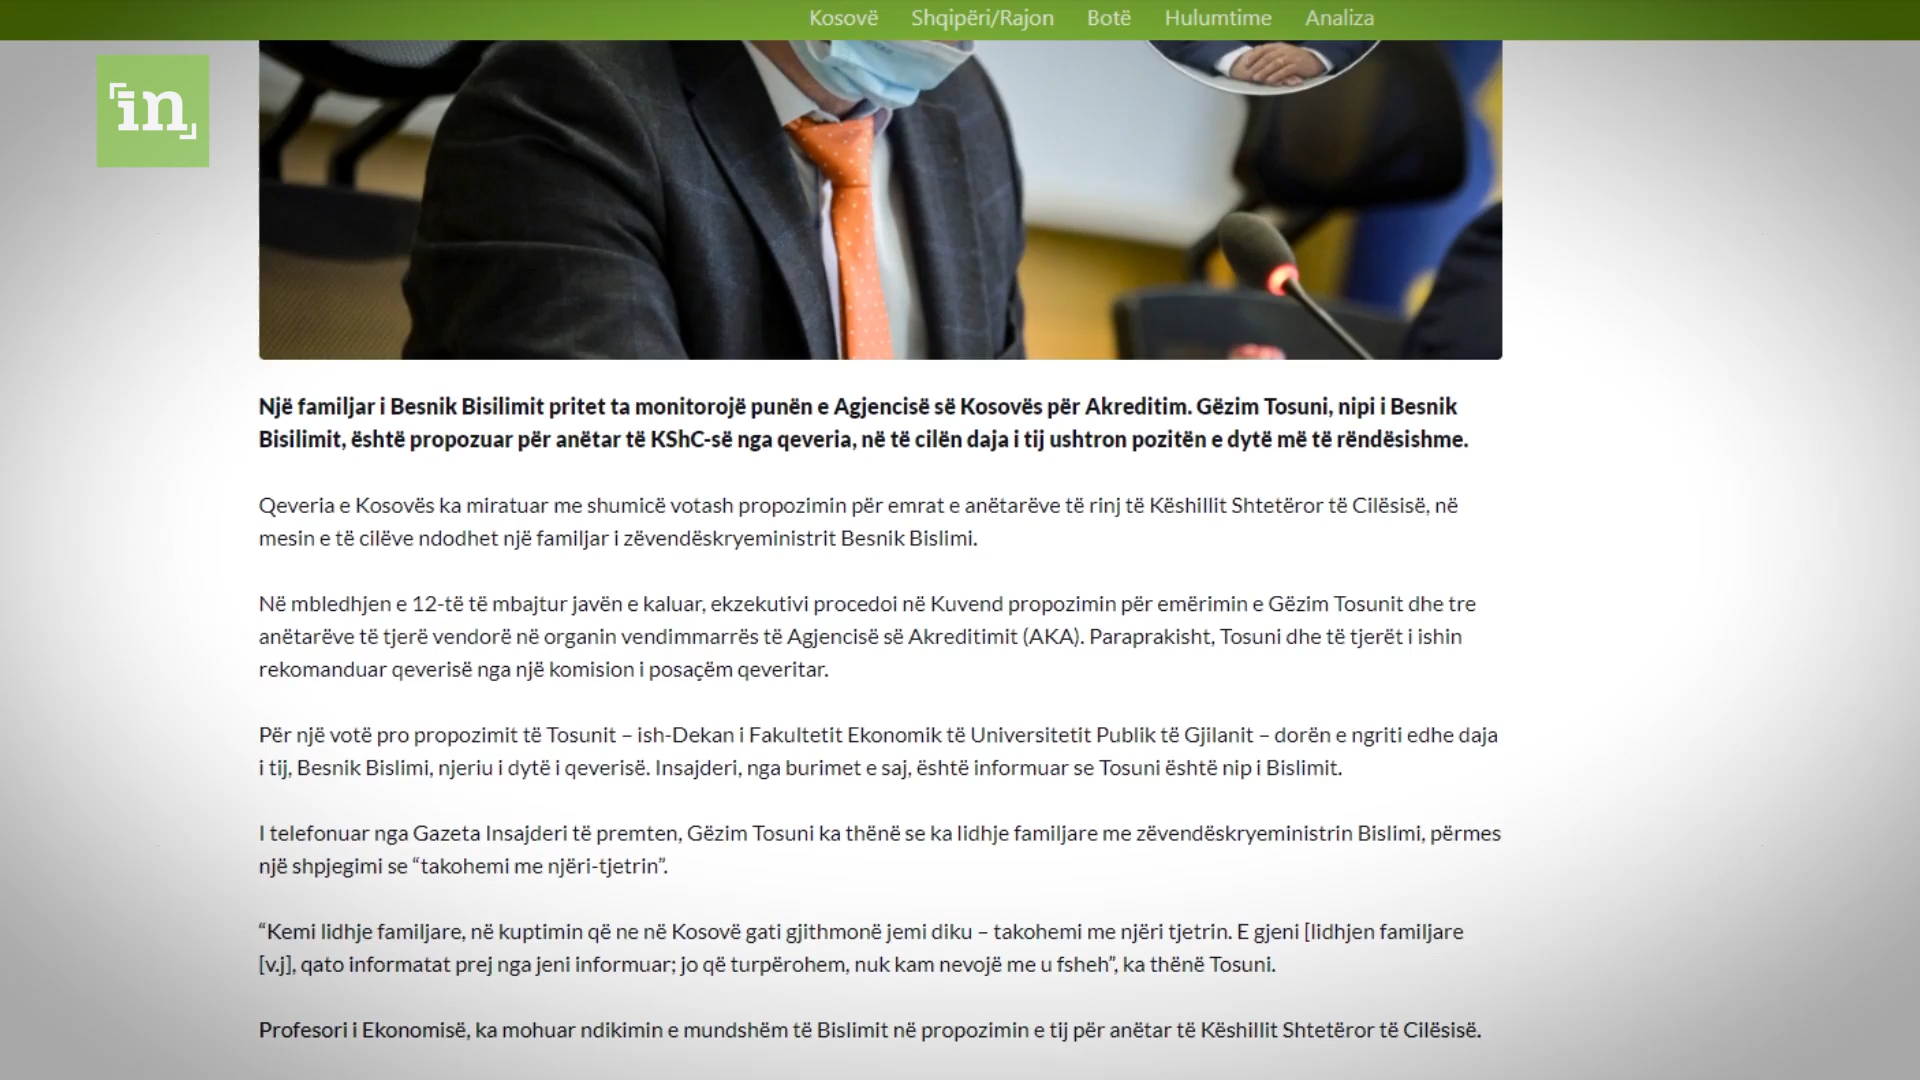 Kosovë Shqipëri/Rajon Botë Hulumtime Analiza
in
Një familjar i Besnik Bisilimit pritet ta monitorojë punën e Agjencisë së Kosovës për Akreditim. Gëzim Tosuni, nipi i Besnik
Bisilimit, është propozuar për anëtar të KShC-së nga qeveria, në të cilën daja i tij ushtron pozitën e dytë më të rëndësishme.
Qeveria e Kosovës ka miratuar me shumicë votash propozimin për emrat e anëtarëve të rinj të Këshillit Shtetëror të Cilësisë, në
mesin e të cilëve ndodhet një familjar i zëvendëskryeministrit Besnik Bislimi.
Në mbledhjen e 12-të të mbajtur javën e kaluar, ekzekutivi procedoi në Kuvend propozimin për emërimin e Gëzim Tosunit dhe tre
anëtarëve të tjerë vendorë në organin vendimmarrës të Agjencisë së Akreditimit (AKA). Paraprakisht, Tosuni dhe të tjerët i ishin
rekomanduar qeverisë nga një komision i posaçëm qeveritar.
Për një votë pro propozimit të Tosunit – ish-Dekan i Fakultetit Ekonomik të Universitetit Publik të Gjilanit – dorën e ngriti edhe daja
i tij, Besnik Bislimi, njeriu i dytë i qeverisë. Insajderi, nga burimet e saj, është informuar se Tosuni është nip i Bislimit.
I telefonuar nga Gazeta Insajderi të premten, Gëzim Tosuni ka thënë se ka lidhje familjare me zëvendëskryeministrin Bislimi, përmes
një shpjegimi se “takohemi me njëri-tjetrin”.
“Kemi lidhje familjare, në kuptimin që ne në Kosovë gati gjithmonë jemi diku – takohemi me njëri tjetrin. E gjeni [lidhjen familjare
[v.j], qato informatat prej nga jeni informuar; jo që turpërohem, nuk kam nevojë me u fsheh”, ka thënë Tosuni.
Profesori i Ekonomisë, ka mohuar ndikimin e mundshëm të Bislimit në propozimin e tij për anëtar të Këshillit Shtetëror të Cilësisë.